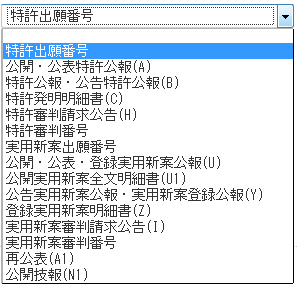 特許出願番号
特許出願番号
公開・公表特許公報(A)
特許公報・公告特許公報(B)
特許発明明細書(C)
特許審判請求公告(H)
特許審判番号
実用新案出願番号
公開・公表・登録実用新案公報(U)
公開実用新案全文明細書(U1)
公告実用新案公報・実用新案登録公報(Y)
登録実用新案明細書(Z)
実用新案審判請求公告(I)
実用新案審判番号
再公表(A1)
公開技報(N1)